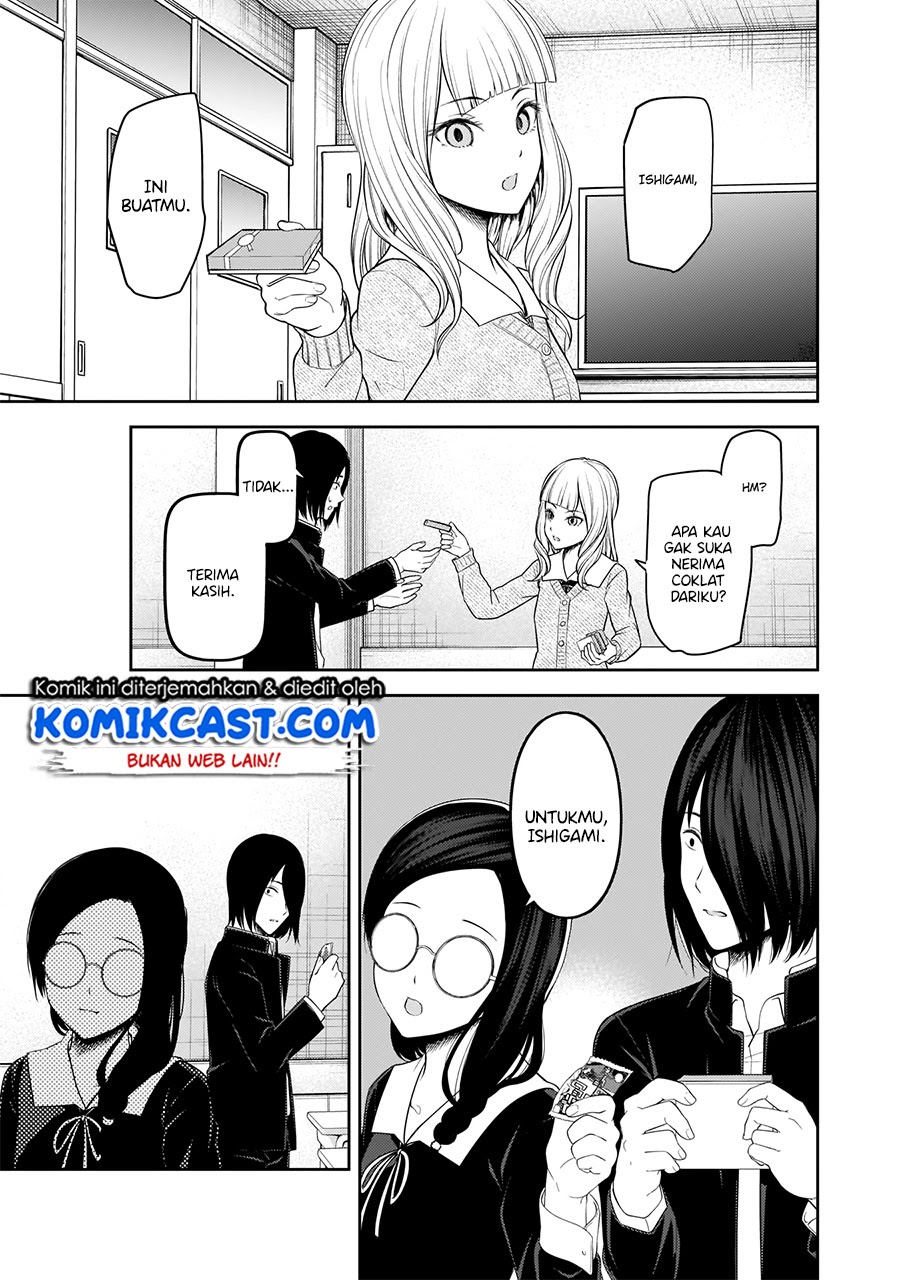 ISHIGAMI,
INI
BUATMU.
HM?
APA KAU
GAK SUKA
NERIMA
COKLAT
DARIKU?
TIDAK...
TERIMA
KASIH.
Komik ini diterjemahkan & diedit oleh
KOMIKCAST.COM
BUKAN WEB LAIN!!
UNTUKMU,
ISHIGAMI.